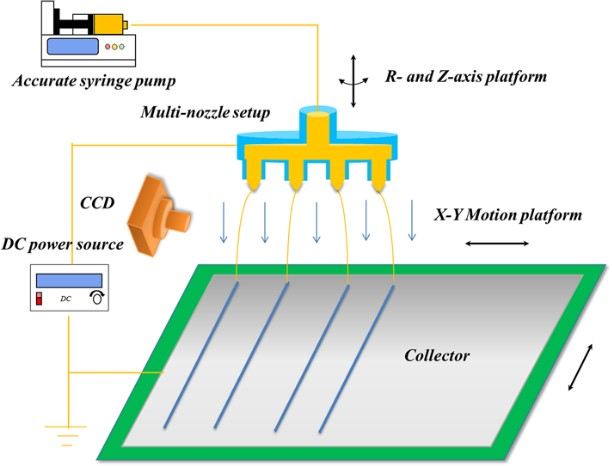 Accurate syringe pump
R- and Z-axis platform
Multi-nozzle setup
CCD
X-Y Motion platform
DC power source
DC
Collector